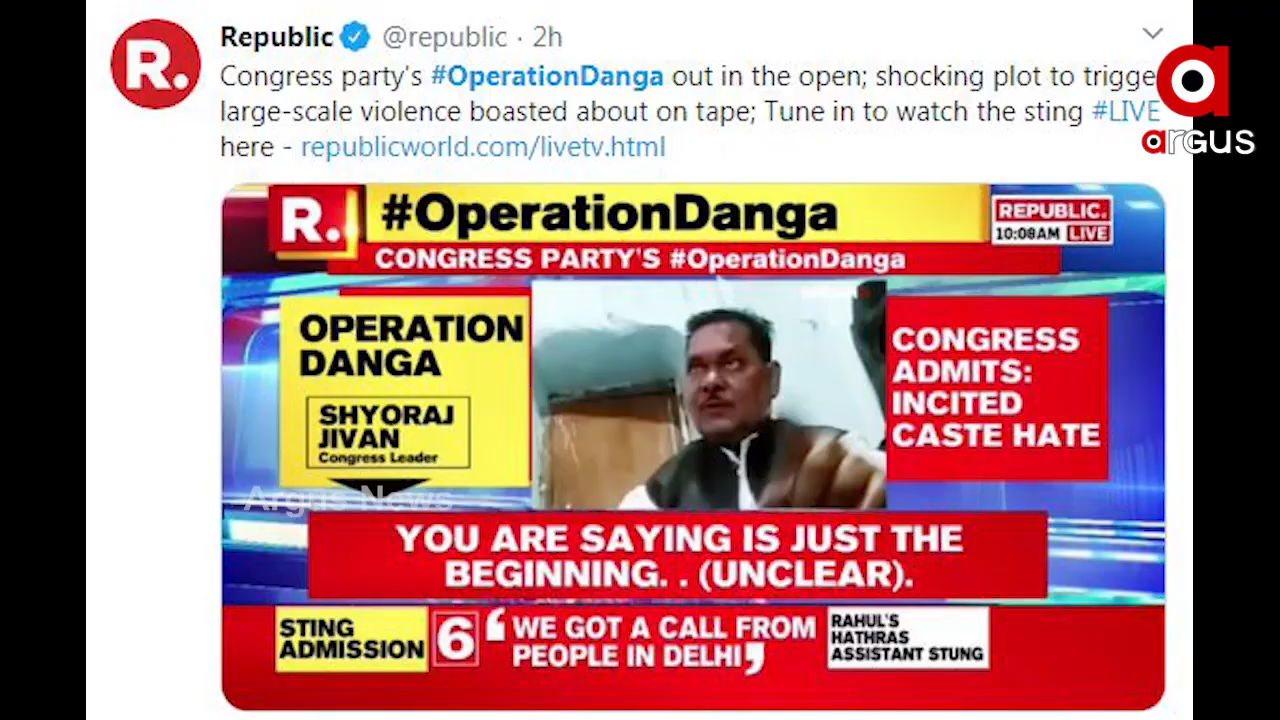 Republic @republic · 2h
Congress party's #OperationDanga out in the open; shocking plot to trigge
large-scale violence boasted about on tape; Tune in to watch the sting #LIVE
here - republicworld.com/livetv.html
argus
R.
#OperationDanga
REPUBLIC.
10:08AM LIVE
CONGRESS PARTY'S #OperationDanga
OPERATION
DANGA
SHYORAJ
JIVAN
Congress Leader
CONGRESS
ADMITS:
INCITED
CASTE HATE
Argus News
YOU ARE SAYING IS JUST THE
BEGINNING. . (UNCLEAR).
STING
ADMISSION
6
‘WE GOT A CALL FROM
PEOPLE IN DELHI’
RAHUL'S
HATHRAS
ASSISTANT STUNG
R.